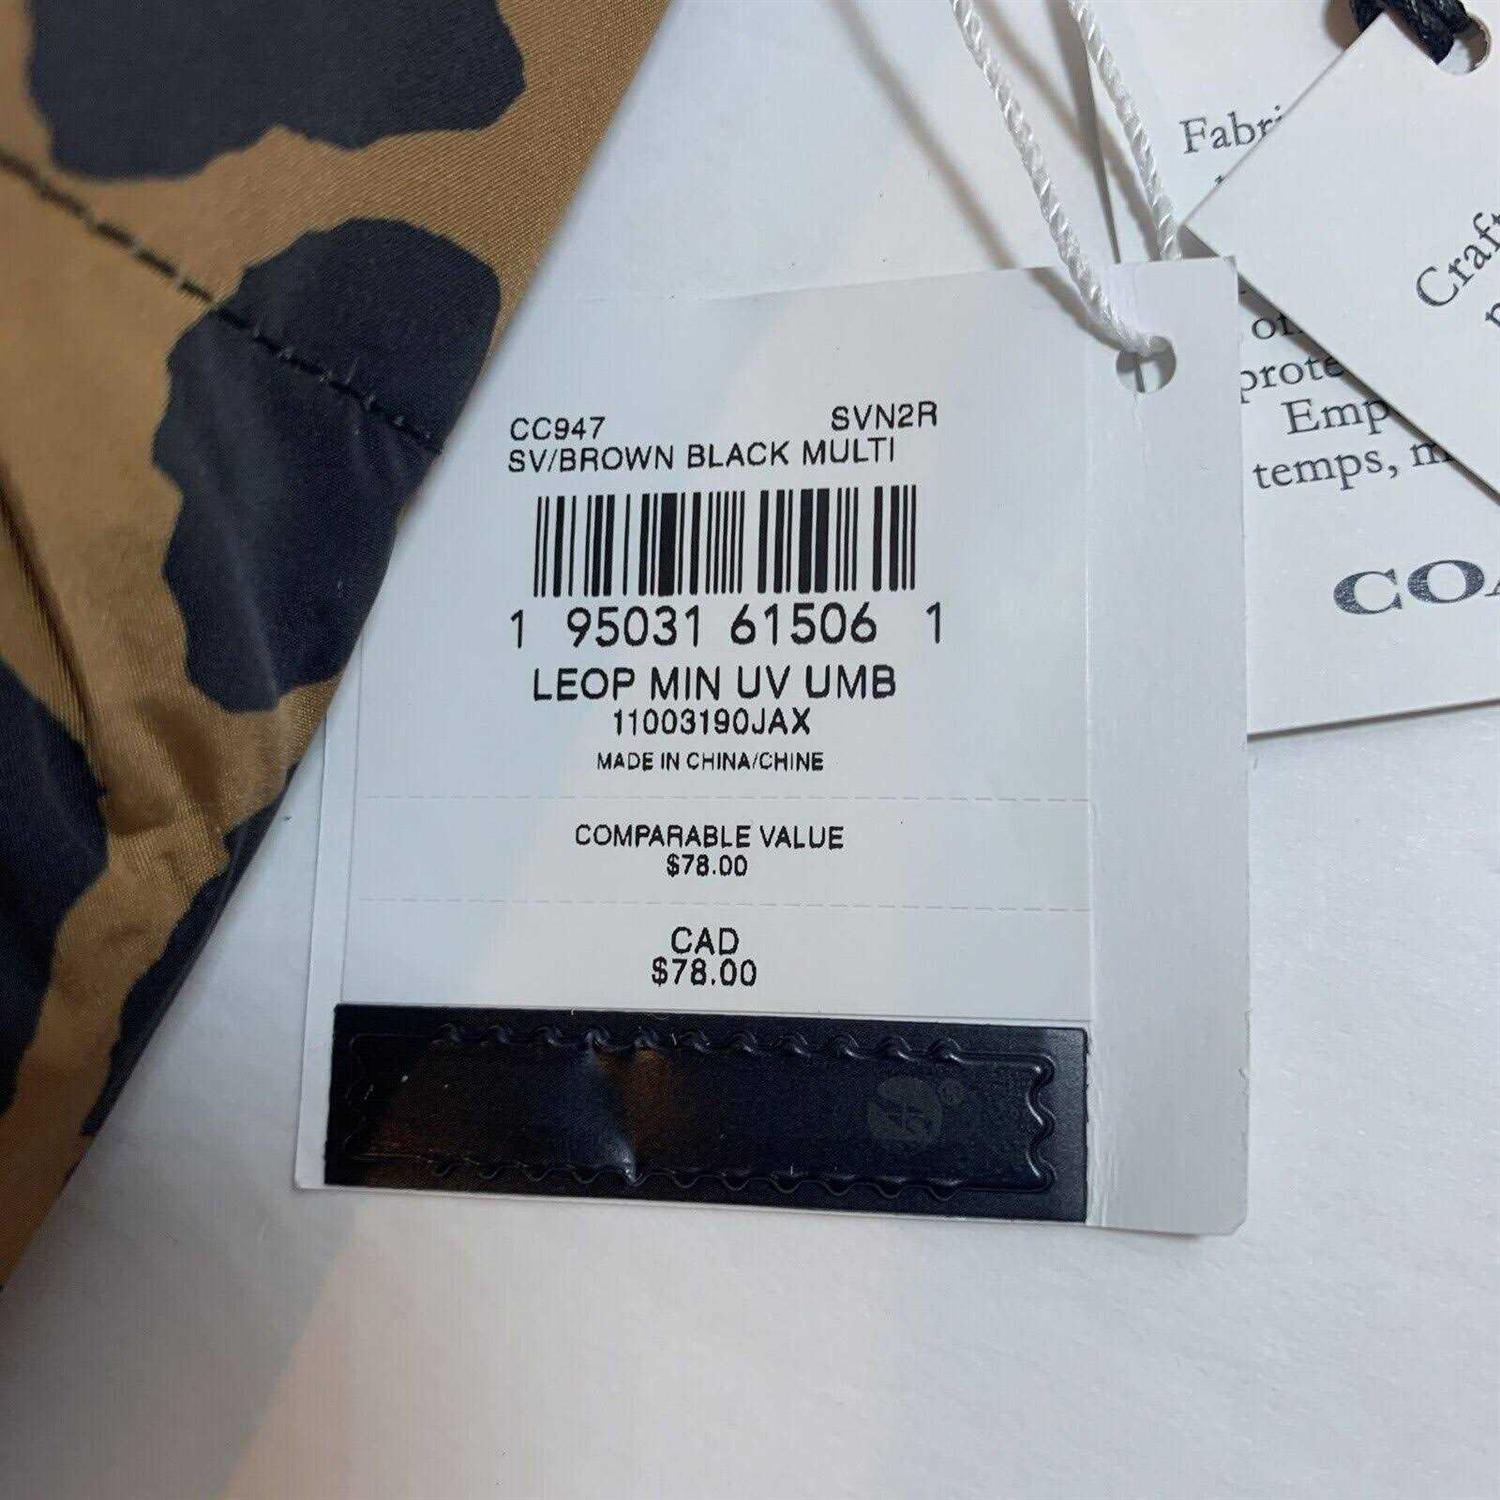 CC947 SVN2R
SV/BROWN BLACK MULTI
1 95031 61506 1
LEOP MIN UV UMB
11003190JAX
MADE IN CHINA/CHINE
COMPARABLE VALUE
$78.00
CAD
$78.00
temps,